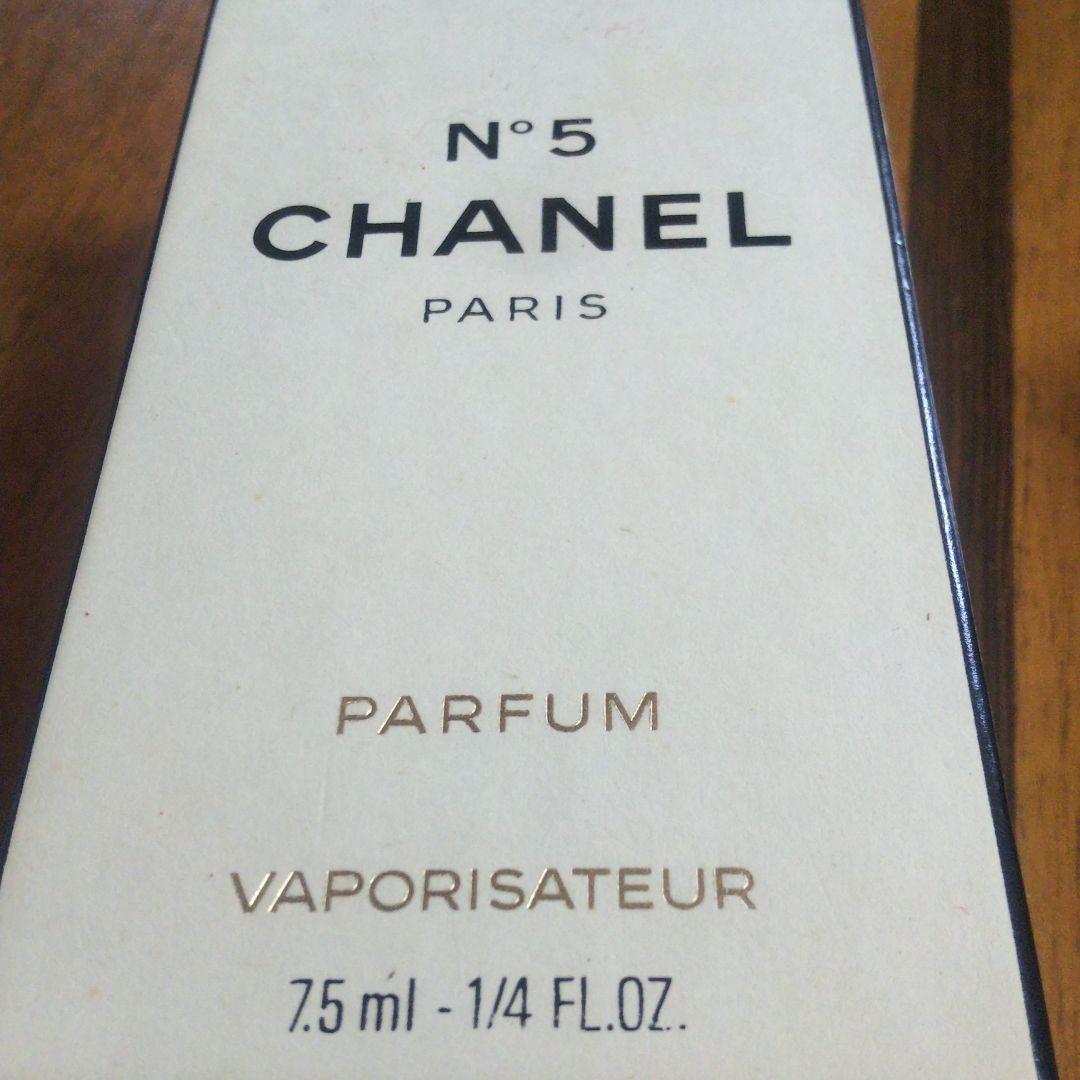 N° 5
CHANEL
PARIS
PARFUM
VAPORISATEUR
7.5 ml - 1/4 FL.OZ.